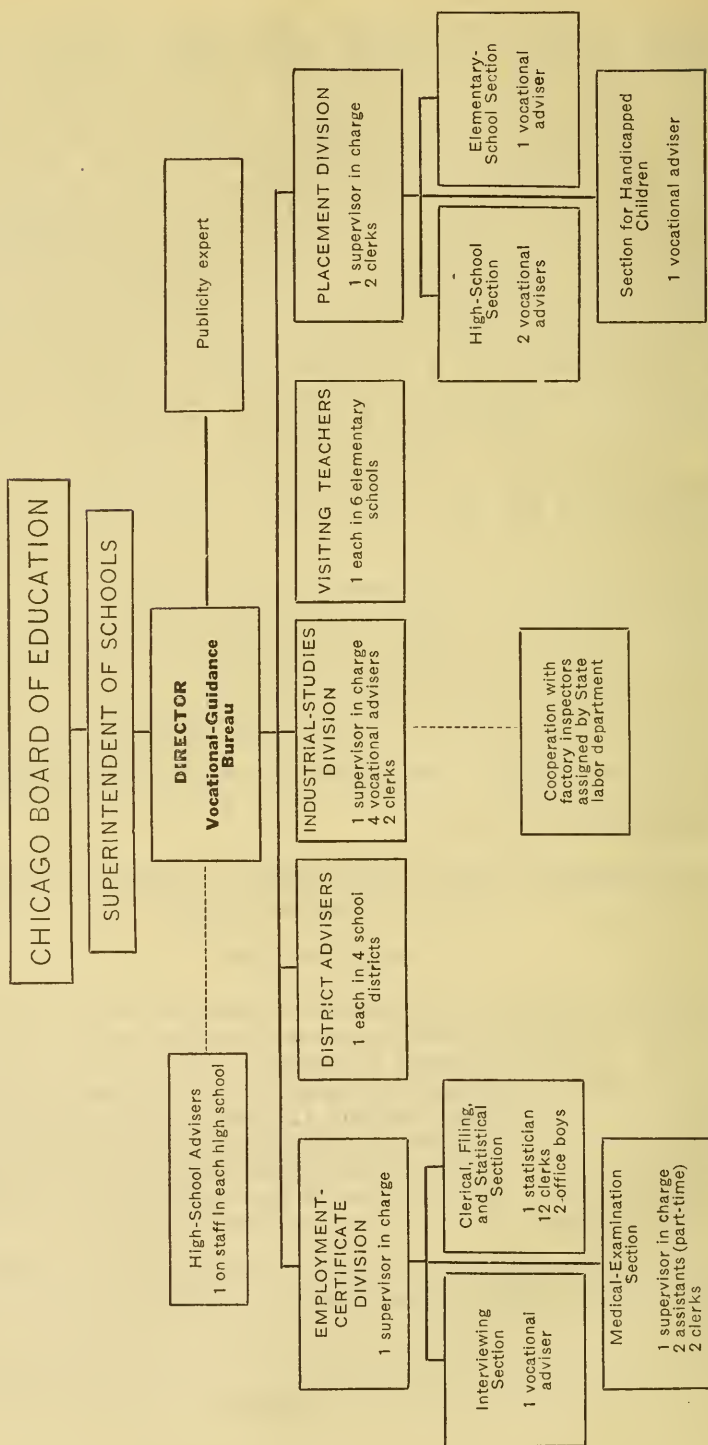 CHICAGO BOARD OF EDUCATION
SUPERINTENDENT OF SCHOOLS
High-School Advisers
1 on staff in each high school
DIRECTOR
Vocational-Guidance
Bureau
Publicity expert
EMPLOYMENT-
CERTIFICATE
DIVISION
1 supervisor in charge
DISTRICT ADVISERS
1 each in 4 school
districts
INDUSTRIAL-STUDIES
DIVISION
1 supervisor in charge
4 vocational advisers
2 clerks
VISITING TEACHERS
1 each in 6 elementary
schools
PLACEMENT DIVISION
1 supervisor in charge
2 clerks
Interviewing
Section
1 vocational
adviser
Clerical, Filing,
and Statistical
Section
1 statistician
12 clerks
2-office boys
Medical-Examination
Section
1 supervisor in charge
2 assistants (part-time)
2 clerks
Cooperation with
factory inspectors
assigned by State
labor department
High-School
Section
2 vocational
advisers
Elementary-
School Section
1 vocational
adviser
Section for Handicapped
Children
1 vocational adviser